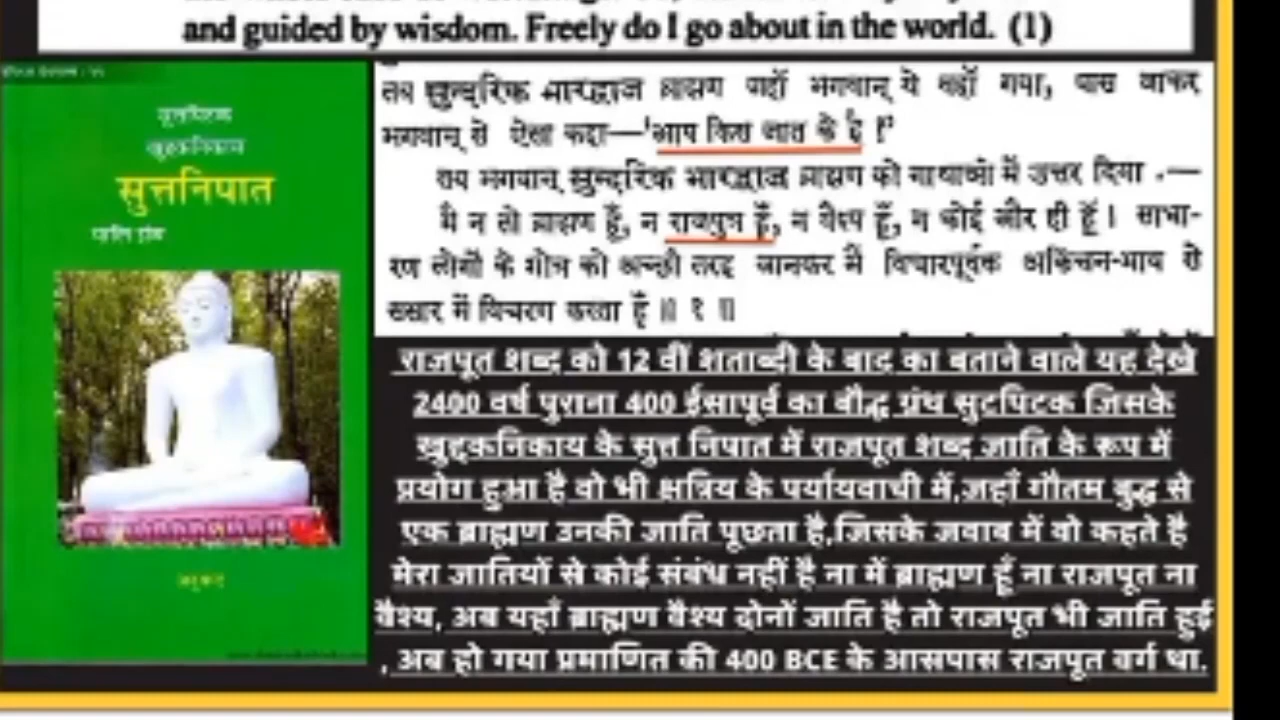 and guided by wisdom. Freely do I go about in the world. (1)
सुत्तपिटक
खुद्दकनिकाय
सुत्तनिपात
तब सुन्दरिक भारद्वाज ब्राह्मण जहाँ भगवान् थे वहाँ गया, पास जाकर
भगवान् से ऐसा कहा—'आप किस जात के हैं ?'
तब भगवान् सुन्दरिक भारद्वाज ब्राह्मण को गाथाओं में उत्तर दिया .—
मैं न तो ब्राह्मण हूँ, न राजपुत्र हूँ, न वैश्य हूँ, न कोई और ही हूँ। साधा-
रण लोगों के गोत्र को अच्छी तरह जानकर मैं विचारपूर्वक अकिंचन-भाव से
ससार में विचरण करता हूँ ॥ १ ॥
राजपूत शब्द को 12 वीं शताब्दी के बाद का बताने वाले यह देखे
2400 वर्ष पुराना 400 ईसापूर्व का बौद्ध ग्रंथ सुटपिटक जिसके
खुद्दकनिकाय के सुत्त निपात में राजपूत शब्द जाति के रूप में
प्रयोग हुआ है वो भी क्षत्रिय के पर्यायवाची में,जहाँ गौतम बुद्ध से
एक ब्राह्मण उनकी जाति पूछता है,जिसके जवाब में वो कहते है
मेरा जातियों से कोई संबंध नहीं है ना में ब्राह्मण हूँ ना राजपूत ना
वैश्य, अब यहाँ ब्राह्मण वैश्य दोनों जाति है तो राजपूत भी जाति हुई
, अब हो गया प्रमाणित की 400 BCE के आसपास राजपूत वर्ग था.